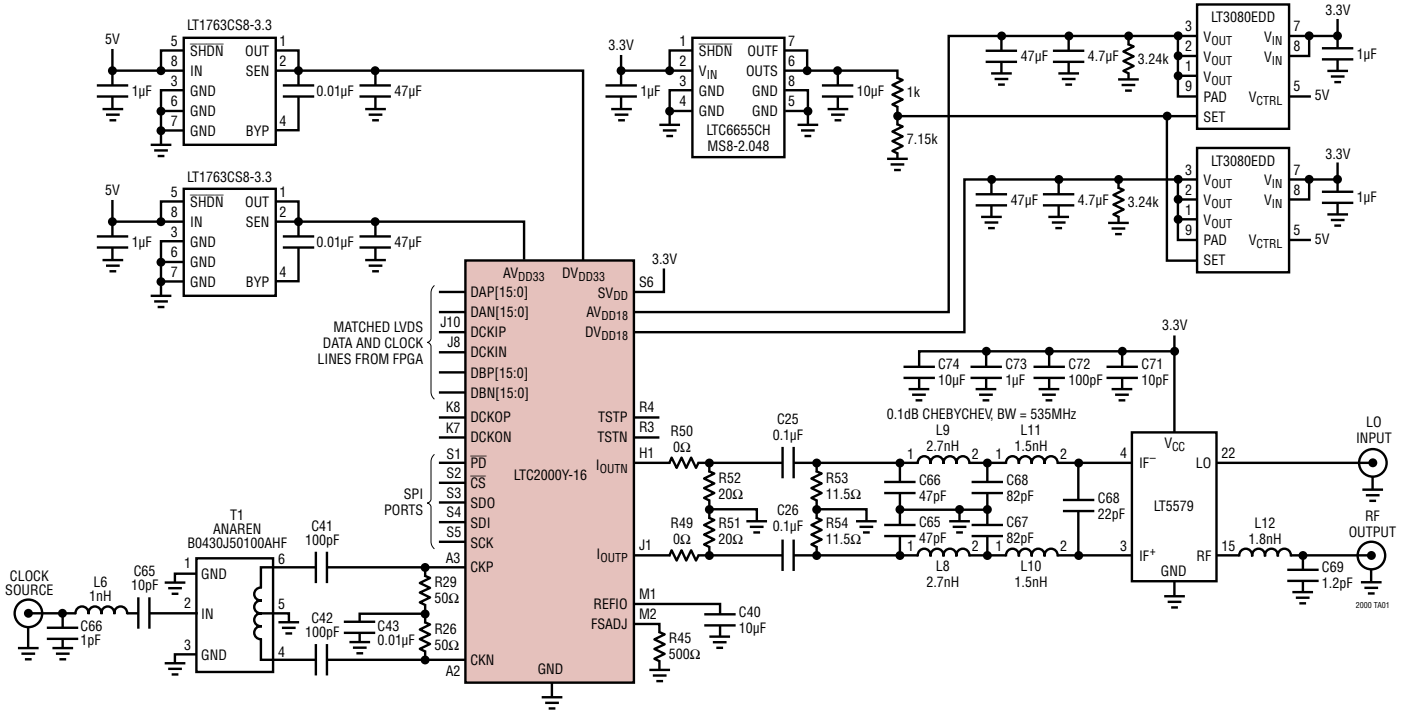 LT1763CS8-3.3
5V
1µF
5 SHDN OUT 1
8 IN SEN 2
3 GND
6 GND
7 GND BYP 4
0.01µF
47µF
LT1763CS8-3.3
5V
1µF
5 SHDN OUT 1
8 IN SEN 2
3 GND
6 GND
7 GND BYP 4
0.01µF
47µF
3.3V
1µF
1 SHDN OUTF 7
2 VIN OUTS 6
3 GND GND 8
4 GND GND 5
LTC6655CH
MS8-2.048
10µF
1k
7.15k
47µF
4.7µF
3.24k
LT3080EDD
3 VOUT VIN 7
2 VOUT VIN 8
1 VOUT
9 PAD VCTRL 5
SET
3.3V
1µF
5V
47µF
4.7µF
3.24k
LT3080EDD
3 VOUT VIN 7
2 VOUT VIN 8
1 VOUT
9 PAD VCTRL 5
SET
3.3V
1µF
5V
AVDD33 DVDD33
3.3V
S6
SVDD
AVDD18
DVDD18
MATCHED LVDS
DATA AND CLOCK
LINES FROM FPGA
DAP[15:0]
DAN[15:0]
J10 DCKIP
J8 DCKIN
DBP[15:0]
DBN[15:0]
K8 DCKOP
K7 DCKON
SPI
PORTS
S1 PD
S2 CS
S3 SDO
S4 SDI
S5 SCK
A3 CKP
A2 CKN
LTC2000Y-16
GND
TSTP R4
TSTN R3
IOUTN H1
IOUTP J1
REFIO M1
FSADJ M2
C40
10µF
R45
500Ω
CLOCK
SOURCE
C66
1pF
L6
1nH
C65
10pF
T1
ANAREN
B0430J50100AHF
1 GND
2 IN
3 GND
6
5
4
C41
100pF
C42
100pF
C43
0.01µF
R29
50Ω
R26
50Ω
R50
0Ω
R49
0Ω
R52
20Ω
R51
20Ω
C25
0.1µF
C26
0.1µF
R53
11.5Ω
R54
11.5Ω
0.1dB CHEBYCHEV, BW = 535MHz
1 L9 2
2.7nH
1 L11 2
1.5nH
C66
47pF
C65
47pF
C68
82pF
C67
82pF
C68
22pF
1 L8 2
2.7nH
1 L10 2
1.5nH
3.3V
C74
10µF
C73
1µF
C72
100pF
C71
10pF
VCC
4 IF−
LO 22
LT5579
3 IF+
RF 15
GND
LO
INPUT
RF
OUTPUT
L12
1.8nH
C69
1.2pF
2000 TA01